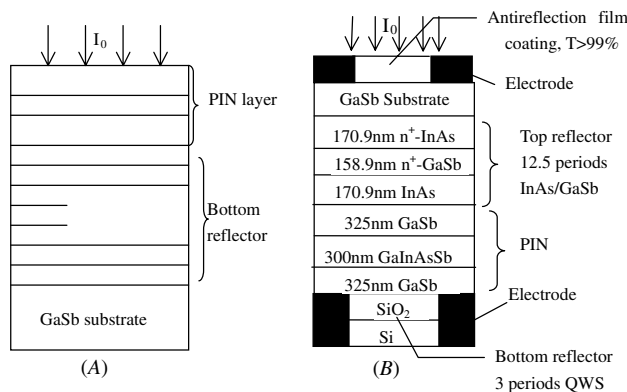 I0
PIN layer
Bottom
reflector
GaSb substrate
(A)
Antireflection film
coating, T>99%
I0
Electrode
GaSb Substrate
170.9nm n+-InAs
158.9nm n+-GaSb
170.9nm InAs
Top reflector
12.5 periods
InAs/GaSb
325nm GaSb
300nm GaInAsSb
325nm GaSb
PIN
Electrode
SiO2
Si
(B)
Bottom reflector
3 periods QWS